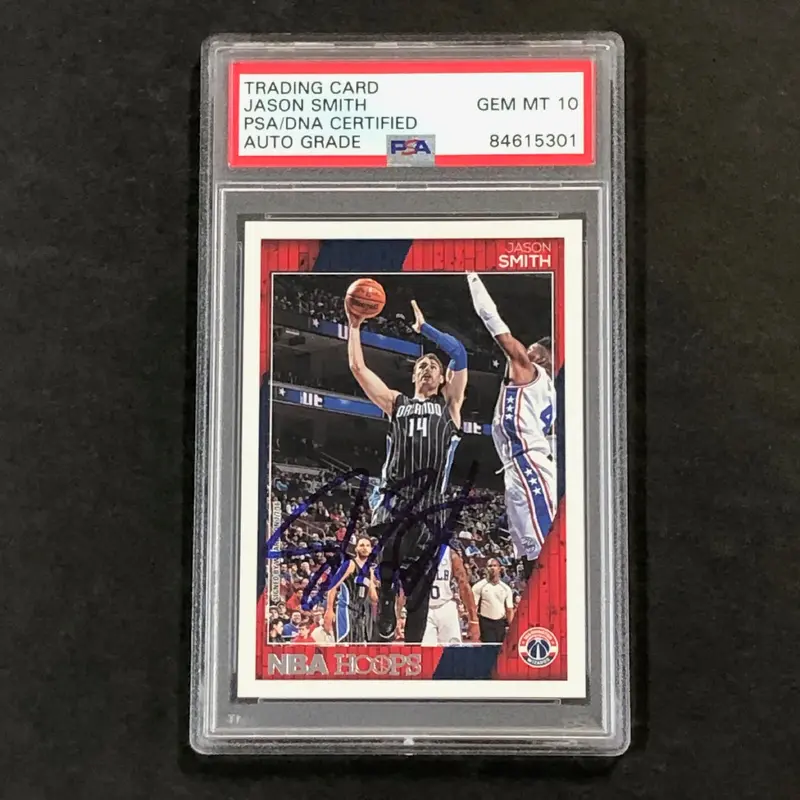 TRADING CARD
JASON SMITH
GEM MT 10
PSA/DNA CERTIFIED
AUTO GRADE
PSA
84615301
JASON
SMITH
ORLANDO
14
NBA HOOPS
WIZARDS